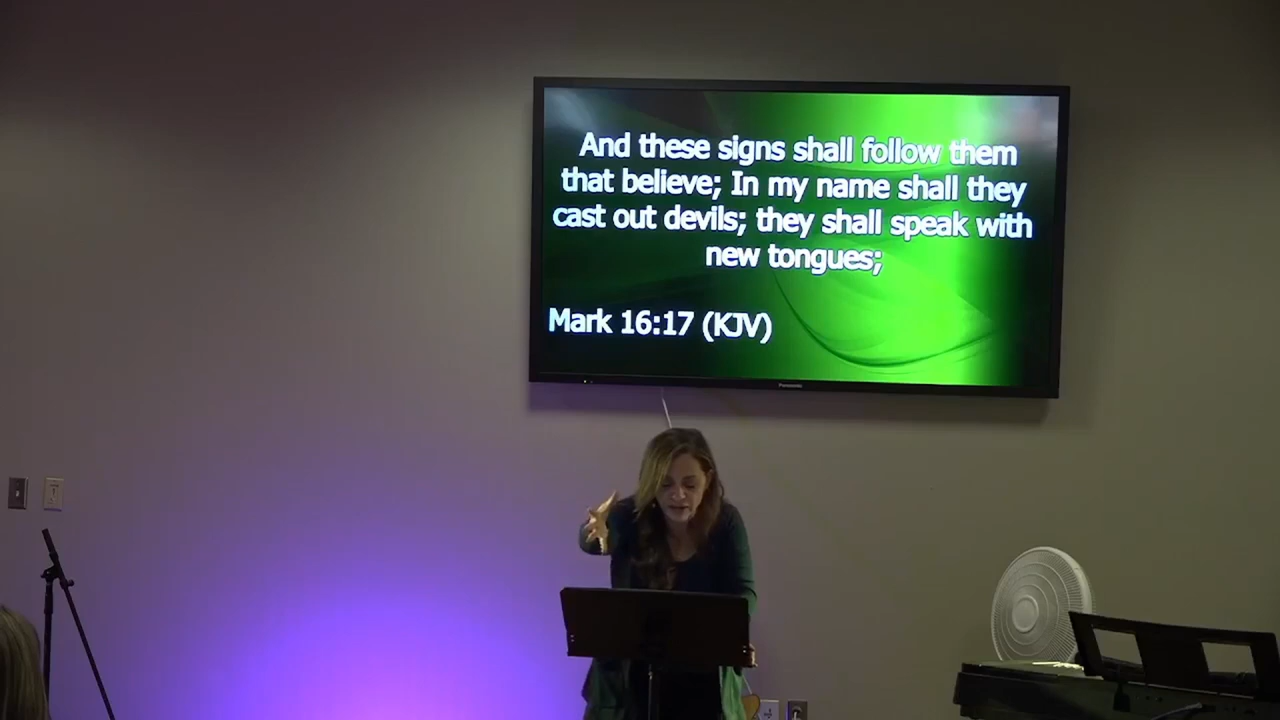 And these signs shall follow them
that believe; In my name shall they
cast out devils; they shall speak with
new tongues;
Mark 16:17 (KJV)
Panasonic